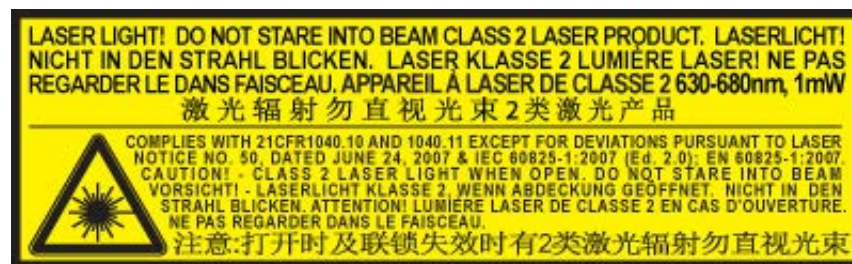 LASER LIGHT! DO NOT STARE INTO BEAM CLASS 2 LASER PRODUCT. LASERLICHT!
NICHT IN DEN STRAHL BLICKEN. LASER KLASSE 2 LUMIÈRE LASER! NE PAS
REGARDER LE DANS FAISCEAU. APPAREIL À LASER DE CLASSE 2 630-680nm, 1mW
激光辐射勿直视光束2类激光产品
COMPLIES WITH 21CFR1040.10 AND 1040.11 EXCEPT FOR DEVIATIONS PURSUANT TO LASER
NOTICE NO. 50, DATED JUNE 24, 2007 & IEC 60825-1:2007 (Ed. 2.0); EN 60825-1:2007.
CAUTION! - CLASS 2 LASER LIGHT WHEN OPEN. DO NOT STARE INTO BEAM
VORSICHT! - LASERLICHT KLASSE 2, WENN ABDECKUNG GEÖFFNET. NICHT IN DEN
STRAHL BLICKEN. ATTENTION! LUMIÈRE LASER DE CLASSE 2 EN CAS D'OUVERTURE.
NE PAS REGARDER DANS LE FAISCEAU.
注意:打开时及联锁失效时有2类激光辐射勿直视光束